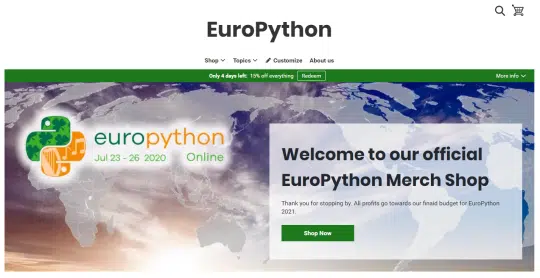 EuroPython
Shop Topics Customize About us
Only 4 days left: 15% off everything Redeem More info
europython
Jul 23 - 26 2020 Online
Welcome to our official
EuroPython Merch Shop
Thank you for stopping by. All profits go towards our finaid budget for EuroPython
2021.
Shop Now